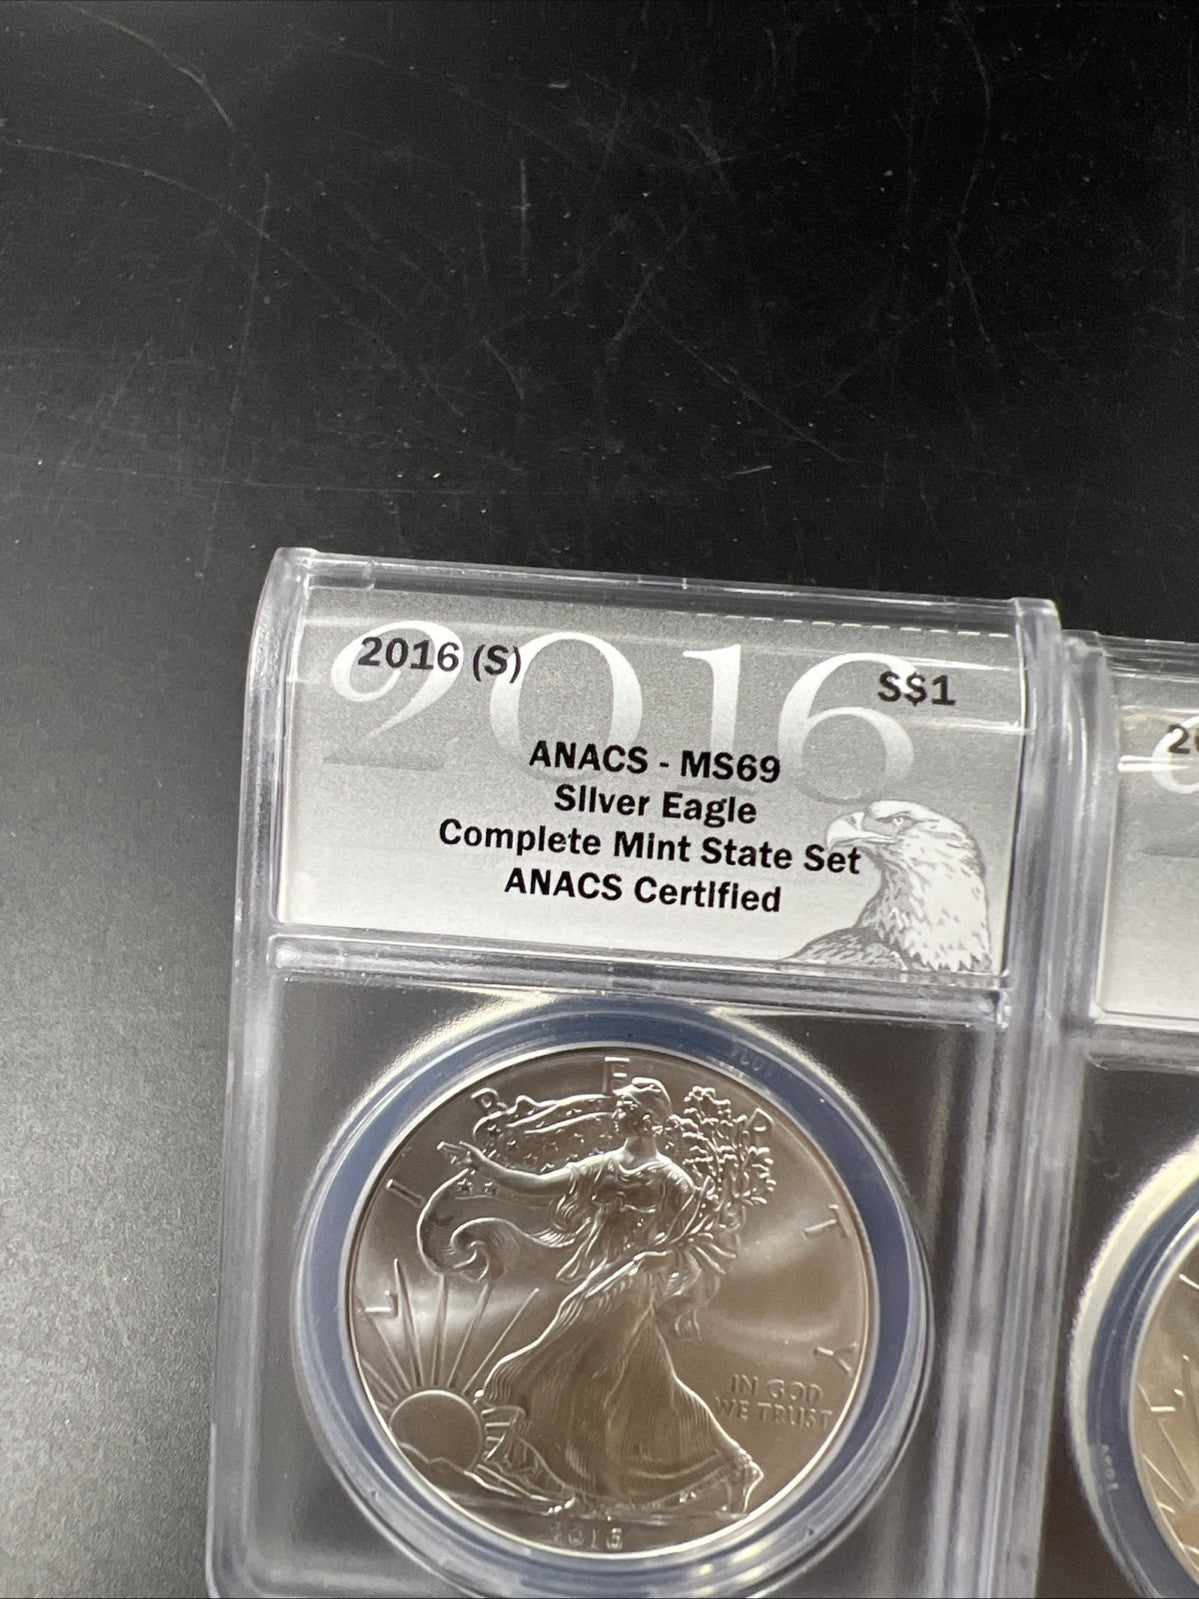 2016
2016 (S)
S$1
ANACS - MS69
Silver Eagle
Complete Mint State Set
ANACS Certified
LIBERTY
IN GOD
WE TRUST
2016